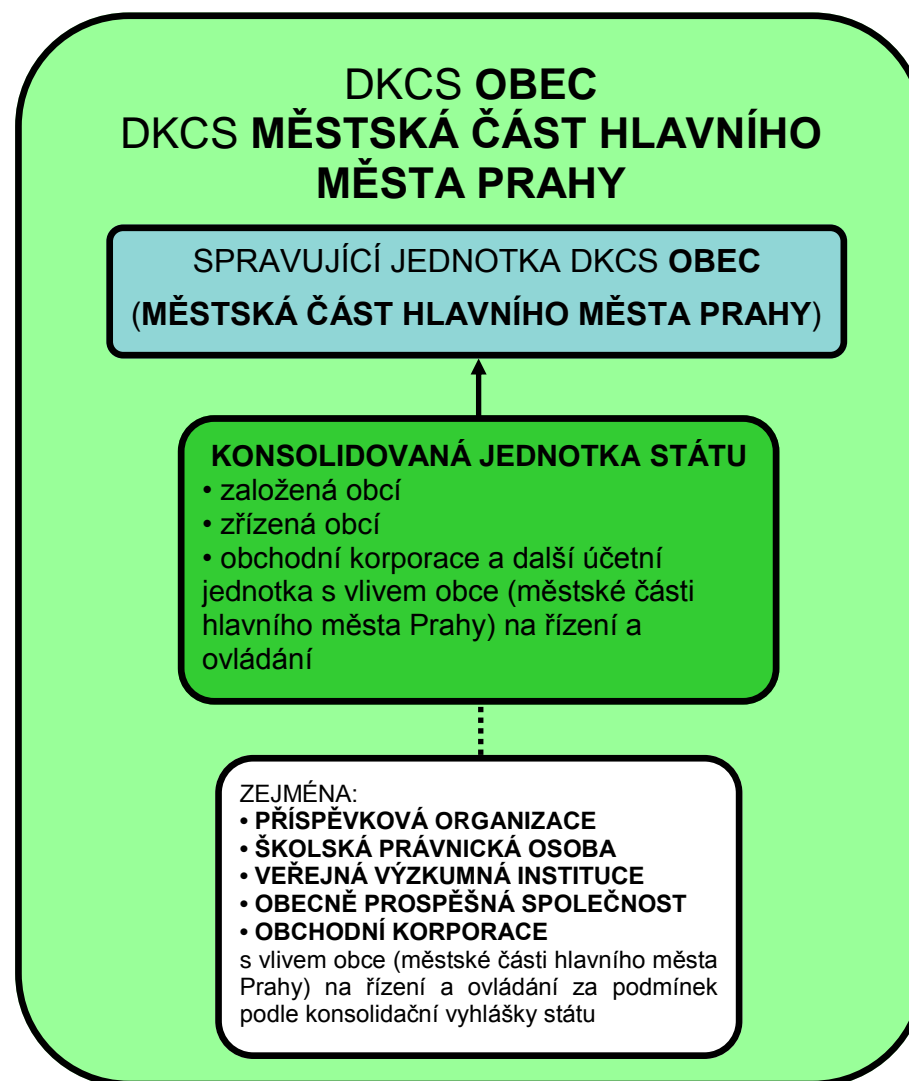 DKCS OBEC
DKCS MĚSTSKÁ ČÁST HLAVNÍHO
MĚSTA PRAHY
SPRAVUJÍCÍ JEDNOTKA DKCS OBEC
(MĚSTSKÁ ČÁST HLAVNÍHO MĚSTA PRAHY)
KONSOLIDOVANÁ JEDNOTKA STÁTU
• založená obcí
• zřízená obcí
• obchodní korporace a další účetní
jednotka s vlivem obce (městské části
hlavního města Prahy) na řízení a
ovládání
ZEJMÉNA:
• PŘÍSPĚVKOVÁ ORGANIZACE
• ŠKOLSKÁ PRÁVNICKÁ OSOBA
• VEŘEJNÁ VÝZKUMNÁ INSTITUCE
• OBECNĚ PROSPĚŠNÁ SPOLEČNOST
• OBCHODNÍ KORPORACE
s vlivem obce (městské části hlavního města
Prahy) na řízení a ovládání za podmínek
podle konsolidační vyhlášky státu